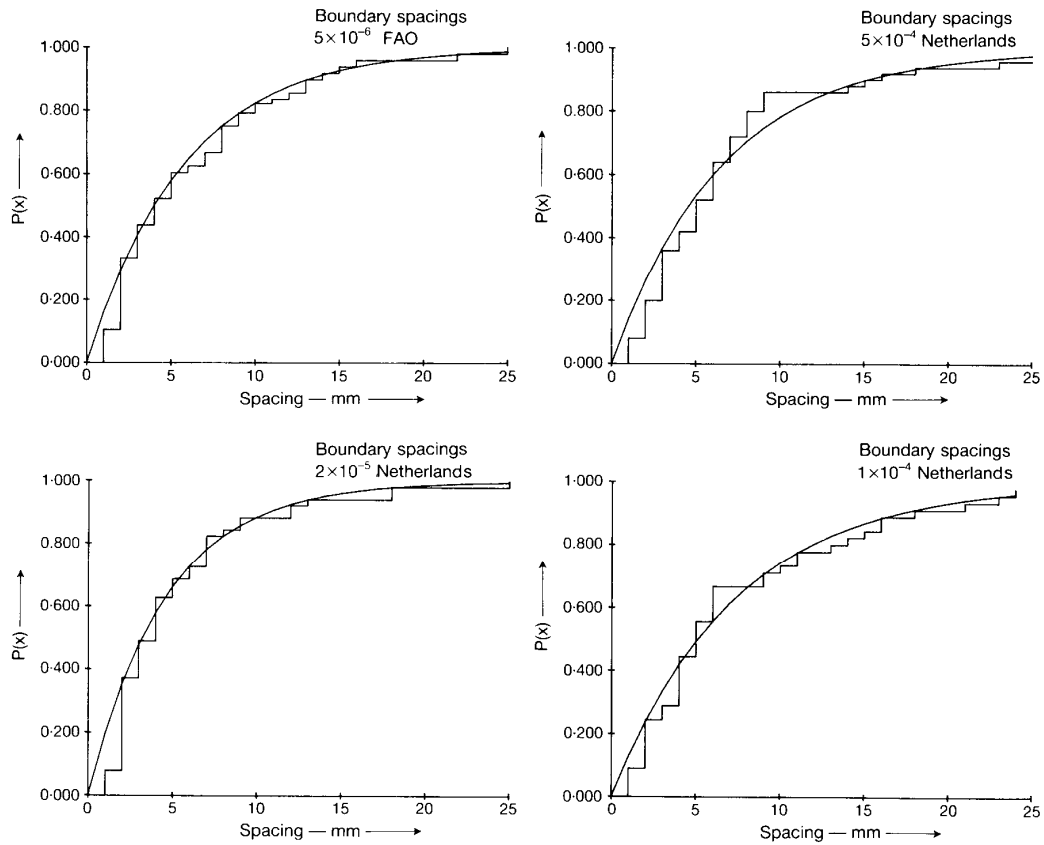 Boundary spacings
5×10⁻⁶ FAO
1·000
0·800
0·600
0·400
0·200
0·000
P(x)
0 5 10 15 20 25
Spacing — mm
Boundary spacings
5×10⁻⁴ Netherlands
1·000
0·800
0·600
0·400
0·200
0·000
P(x)
0 5 10 15 20 25
Spacing — mm
Boundary spacings
2×10⁻⁵ Netherlands
1·000
0·800
0·600
0·400
0·200
0·000
P(x)
0 5 10 15 20 25
Spacing — mm
Boundary spacings
1×10⁻⁴ Netherlands
1·000
0·800
0·600
0·400
0·200
0·000
P(x)
0 5 10 15 20 25
Spacing — mm